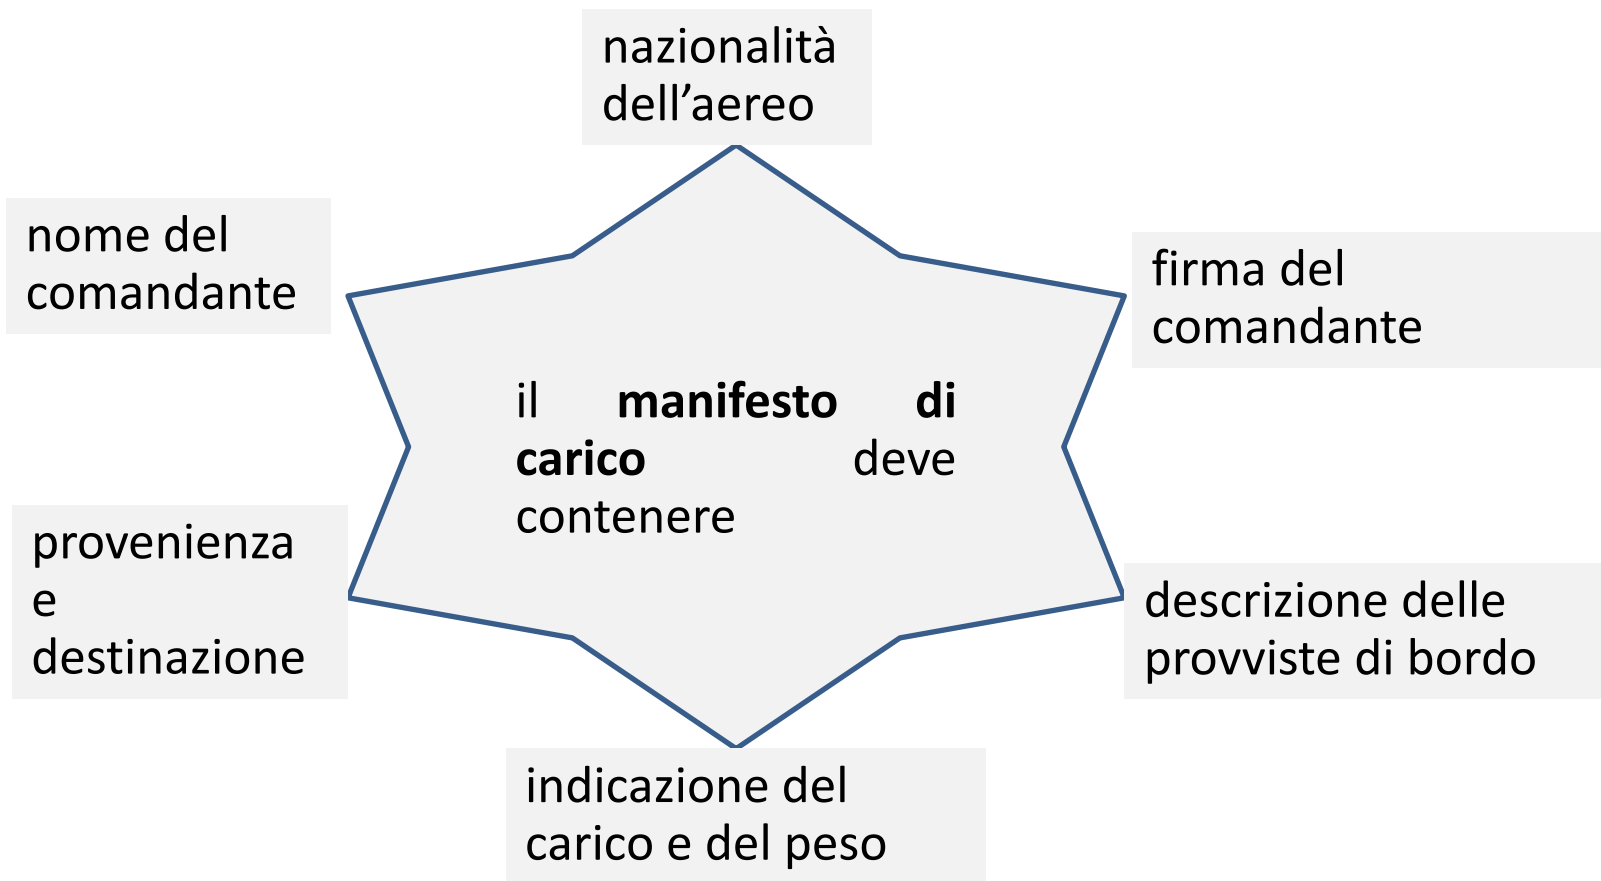 nazionalità
dell’aereo
nome del
comandante
firma del
comandante
il manifesto di
carico deve
contenere
provenienza
e
destinazione
descrizione delle
provviste di bordo
indicazione del
carico e del peso